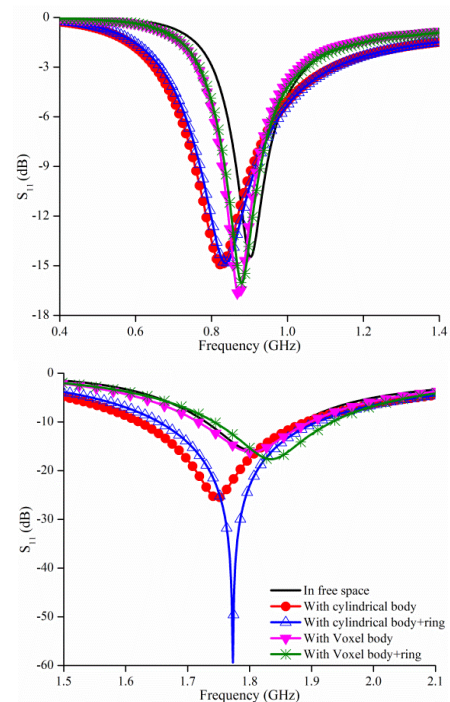 0
-3
-6
-9
-12
-15
-18
S11 (dB)
0.4 0.6 0.8 1.0 1.2 1.4
Frequency (GHz)
0
-10
-20
-30
-40
-50
-60
S11 (dB)
In free space
With cylindrical body
With cylindrical body+ring
With Voxel body
With Voxel body+ring
1.5 1.6 1.7 1.8 1.9 2.0 2.1
Frequency (GHz)